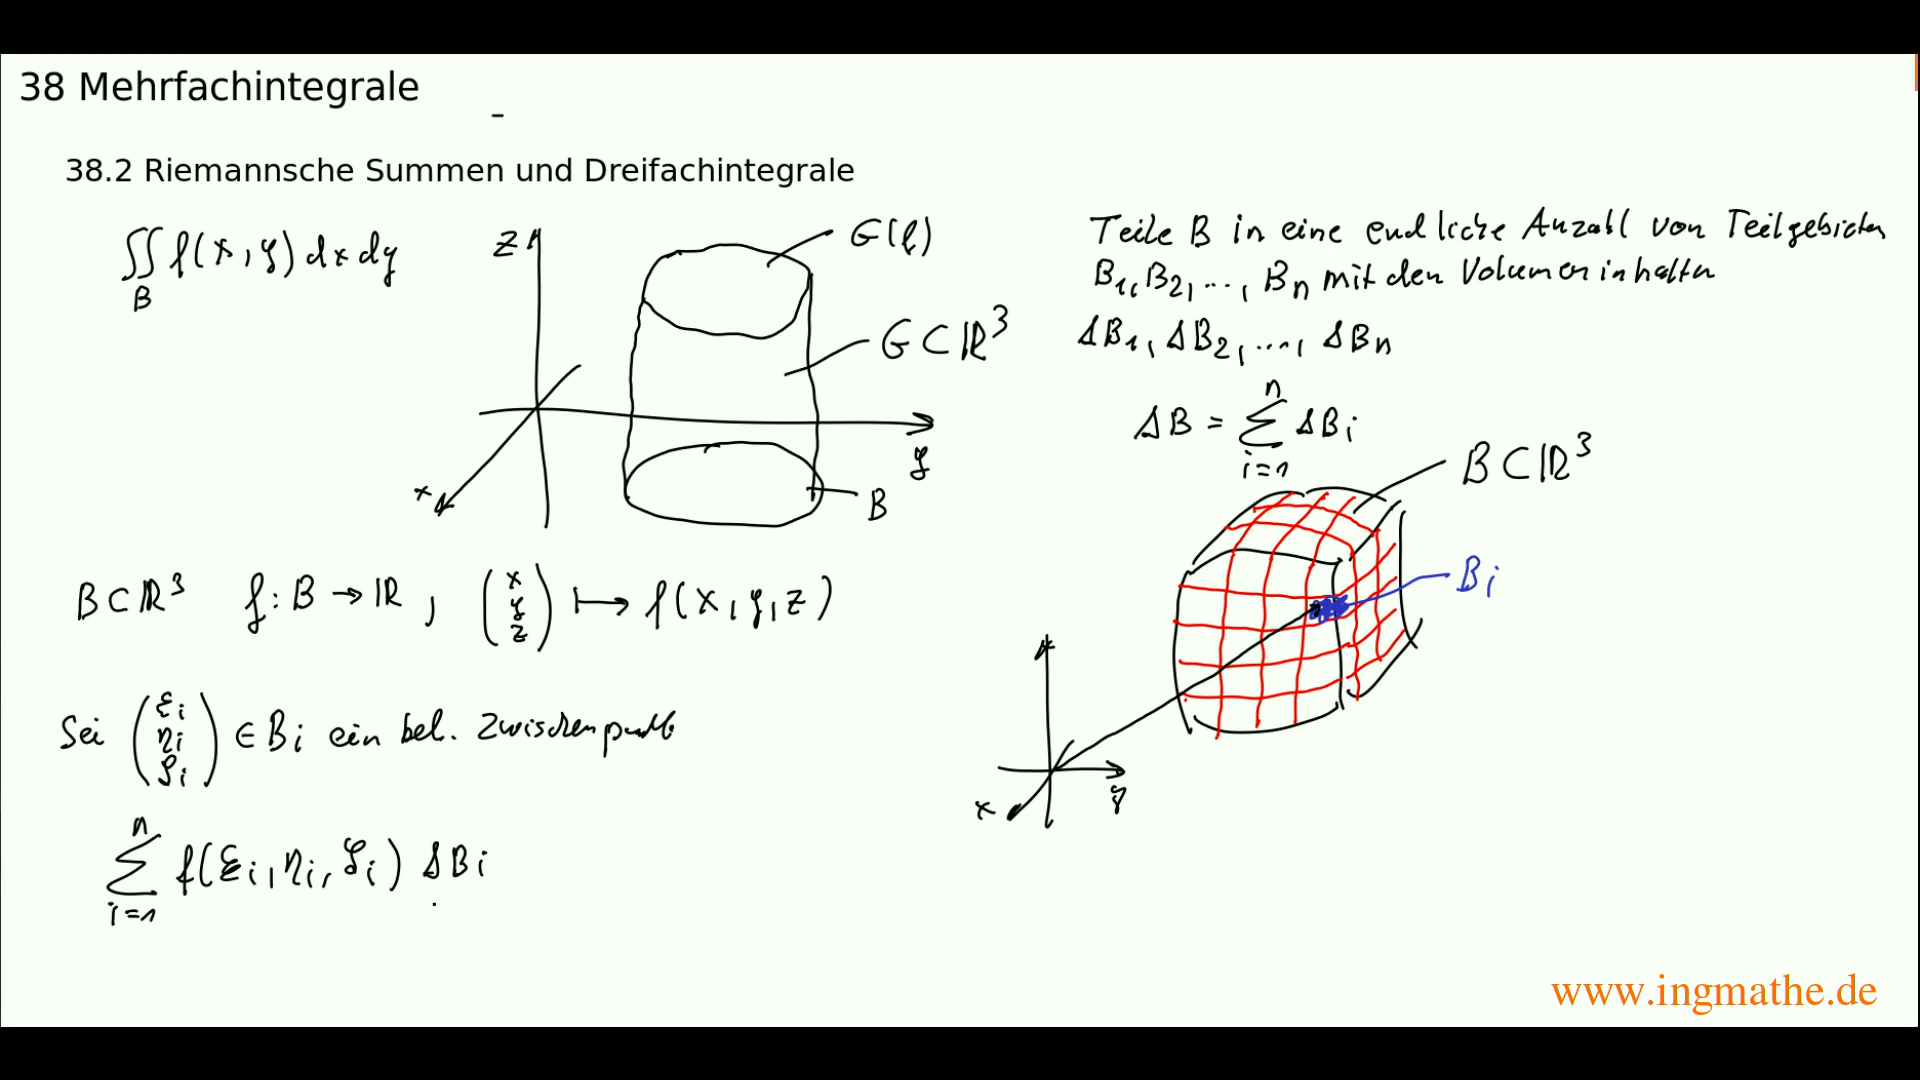 38 Mehrfachintegrale
38.2 Riemannsche Summen und Dreifachintegrale
∬_B f(x,y) dx dy
z
G(f)
G ⊂ ℝ³
y
x
B
B ⊂ ℝ³ f: B → ℝ , (x y z) ↦ f(x,y,z)
Sei (ξi ηi ζi) ∈ Bi ein bel. Zwischenpunkt
∑_{i=1}^{n} f(ξi, ηi, ζi) ΔBi
Teile B in eine endliche Anzahl von Teilgebieten
B1, B2, ..., Bn mit den Volumeninhalten
ΔB1, ΔB2, ..., ΔBn
ΔB = ∑_{i=1}^{n} ΔBi
B ⊂ ℝ³
Bi
x
y
www.ingmathe.de